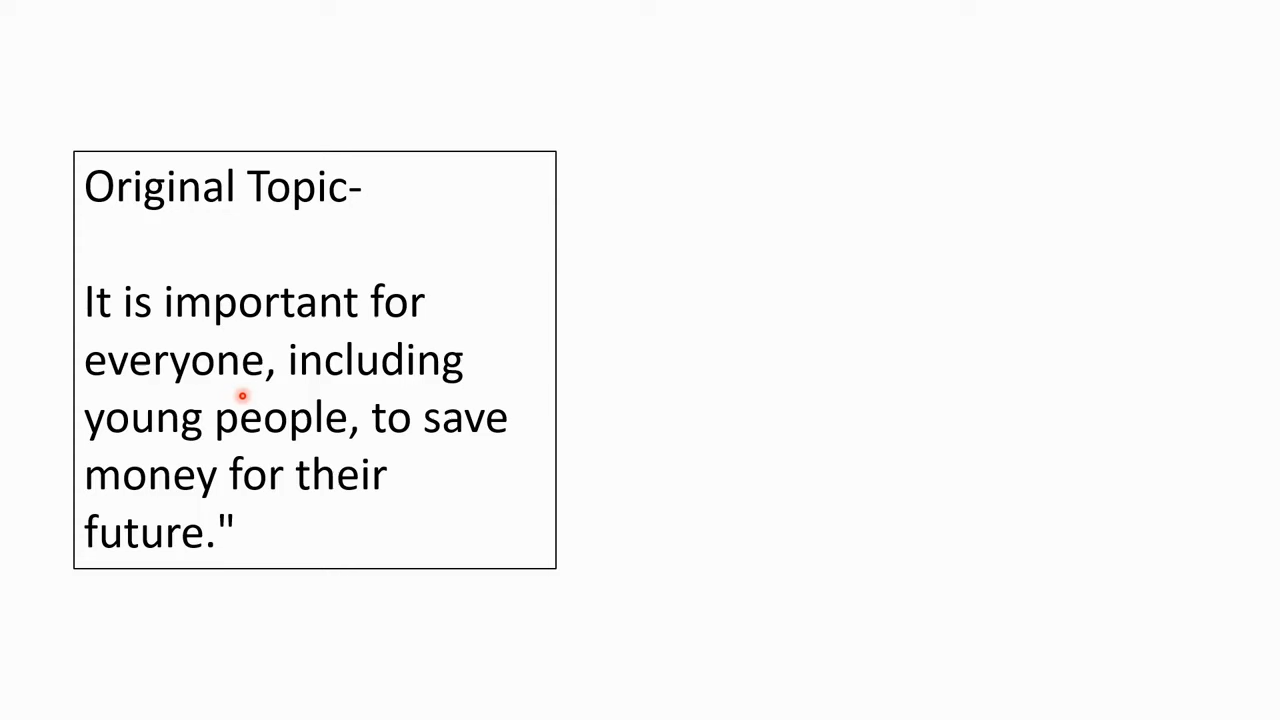 Original Topic-
It is important for
everyone, including
young people, to save
money for their
future."